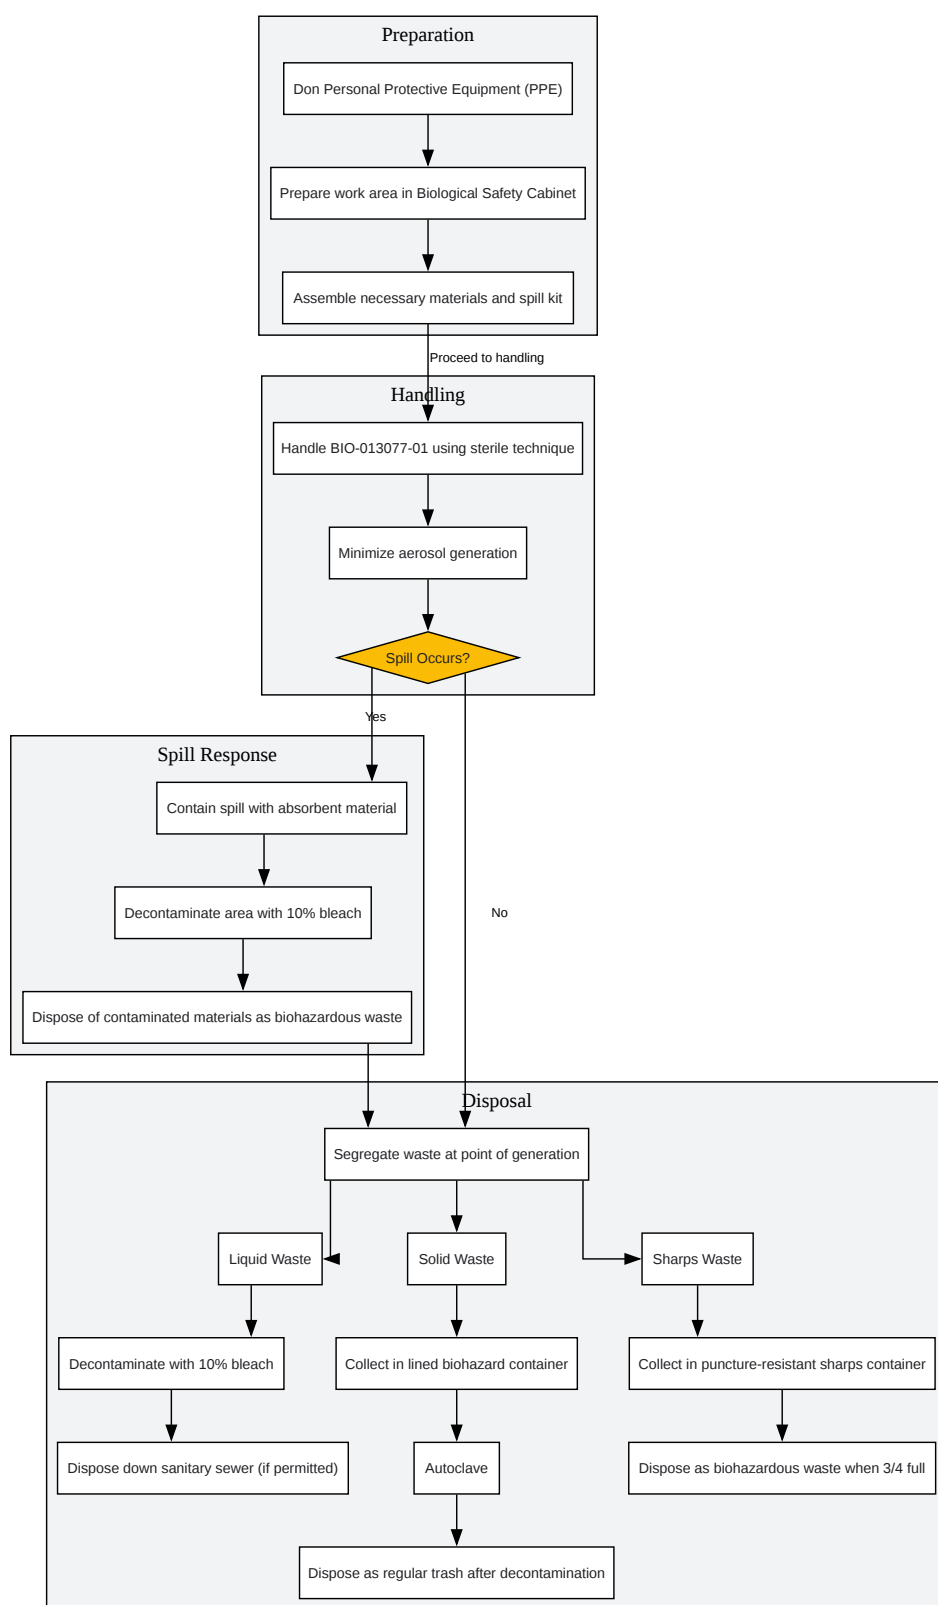 Preparation
Don Personal Protective Equipment (PPE)
Prepare work area in Biological Safety Cabinet
Assemble necessary materials and spill kit
Proceed to handling
Handling
Handle BIO-013077-01 using sterile technique
Minimize aerosol generation
Spill Occurs?
Yes
Spill Response
Contain spill with absorbent material
Decontaminate area with 10% bleach
No
Dispose of contaminated materials as biohazardous waste
Disposal
Segregate waste at point of generation
Liquid Waste
Solid Waste
Sharps Waste
Decontaminate with 10% bleach
Collect in lined biohazard container
Collect in puncture-resistant sharps container
Dispose down sanitary sewer (if permitted)
Autoclave
Dispose as biohazardous waste when 3/4 full
Dispose as regular trash after decontamination